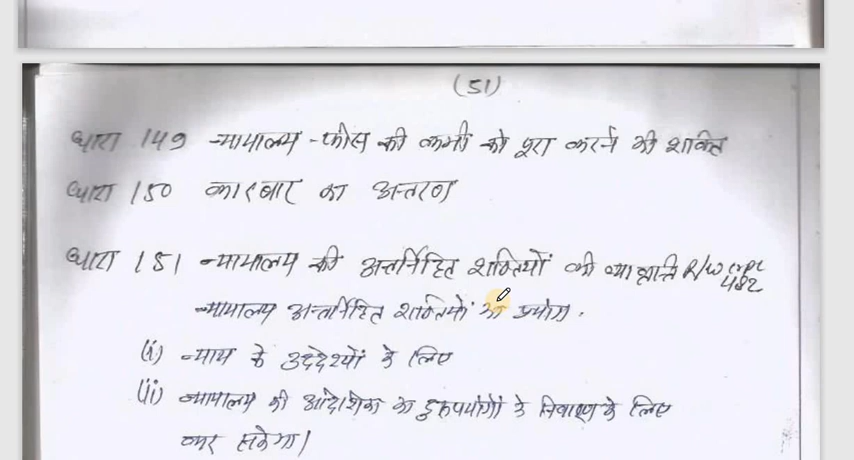 (51)
धारा 149 न्यायालय - फीस की कमी को पूरा करने की शक्ति
धारा 150 कारबार का अन्तरण
धारा 151 न्यायालय की अन्तर्निहित शक्तियों की व्यावृत्ति R/w crpc 482
न्यायालय अन्तर्निहित शक्तियों का प्रयोग.
(i) न्याय के उद्देश्यों के लिए
(ii) न्यायालय की आदेशिका के दुरुपयोगों के निवारण के लिए
कर सकेगा।